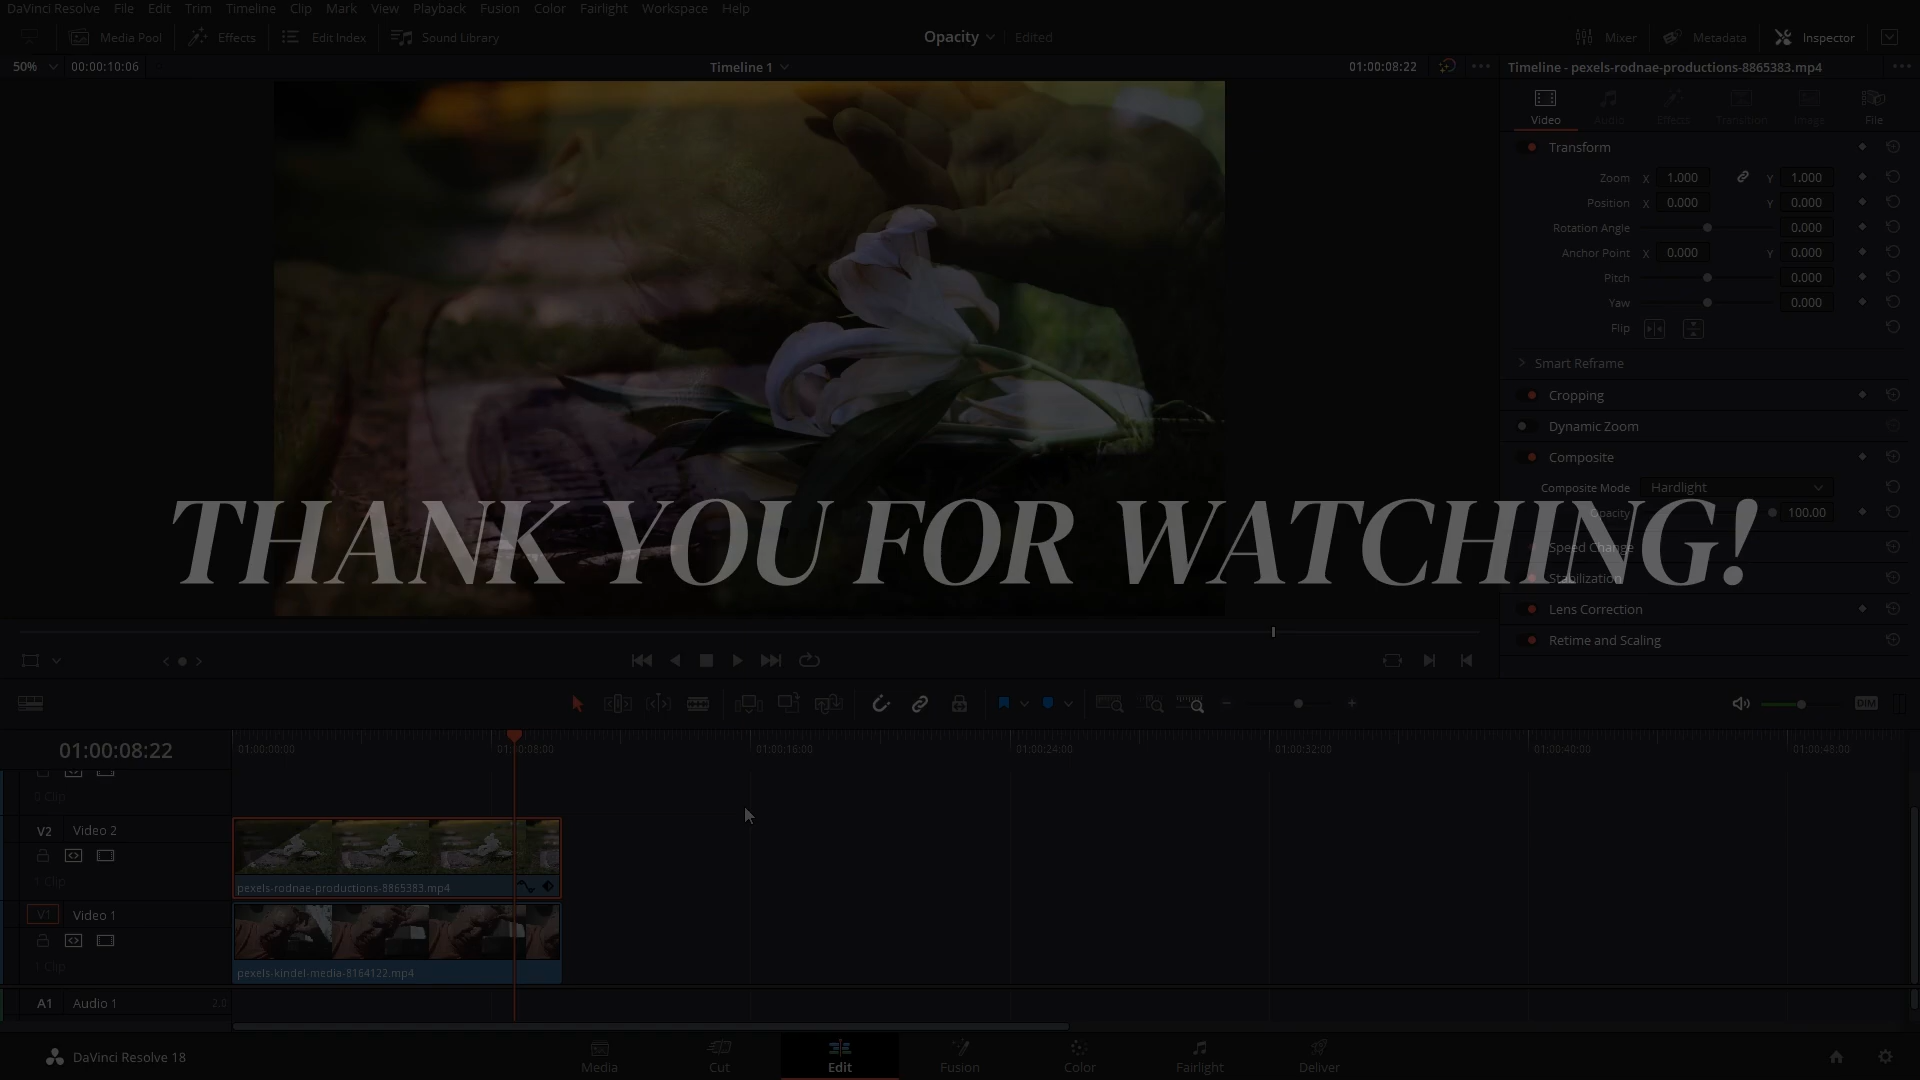 DaVinci Resolve File Edit Trim Timeline Clip Mark View Playback Fusion Color Fairlight Workspace Help
Media Pool Effects Edit Index Sound Library Opacity Edited Mixer Metadata Inspector
50% 00:00:10:06 Timeline 1 01:00:08:22 Timeline - pexels-rodnae-productions-8865383.mp4
Video Audio Effects Transition Image File
Transform
Zoom X 1.000 Y 1.000
Position X 0.000 Y 0.000
Rotation Angle 0.000
Anchor Point X 0.000 Y 0.000
Pitch 0.000
Yaw 0.000
Flip
Smart Reframe
Cropping
Dynamic Zoom
Composite
Composite Mode Hardlight
Opacity 100.00
THANK YOU FOR WATCHING!
Speed Change
Stabilization
Lens Correction
Retime and Scaling
DIM
01:00:08:22 01:00:00:00 01:00:08:00 01:00:16:00 01:00:24:00 01:00:32:00 01:00:40:00 01:00:48:00
0 Clip
V2 Video 2
1 Clip
pexels-rodnae-productions-8865383.mp4
V1 Video 1
1 Clip
pexels-kindel-media-8164122.mp4
A1 Audio 1 2.0
DaVinci Resolve 18 Media Cut Edit Fusion Color Fairlight Deliver